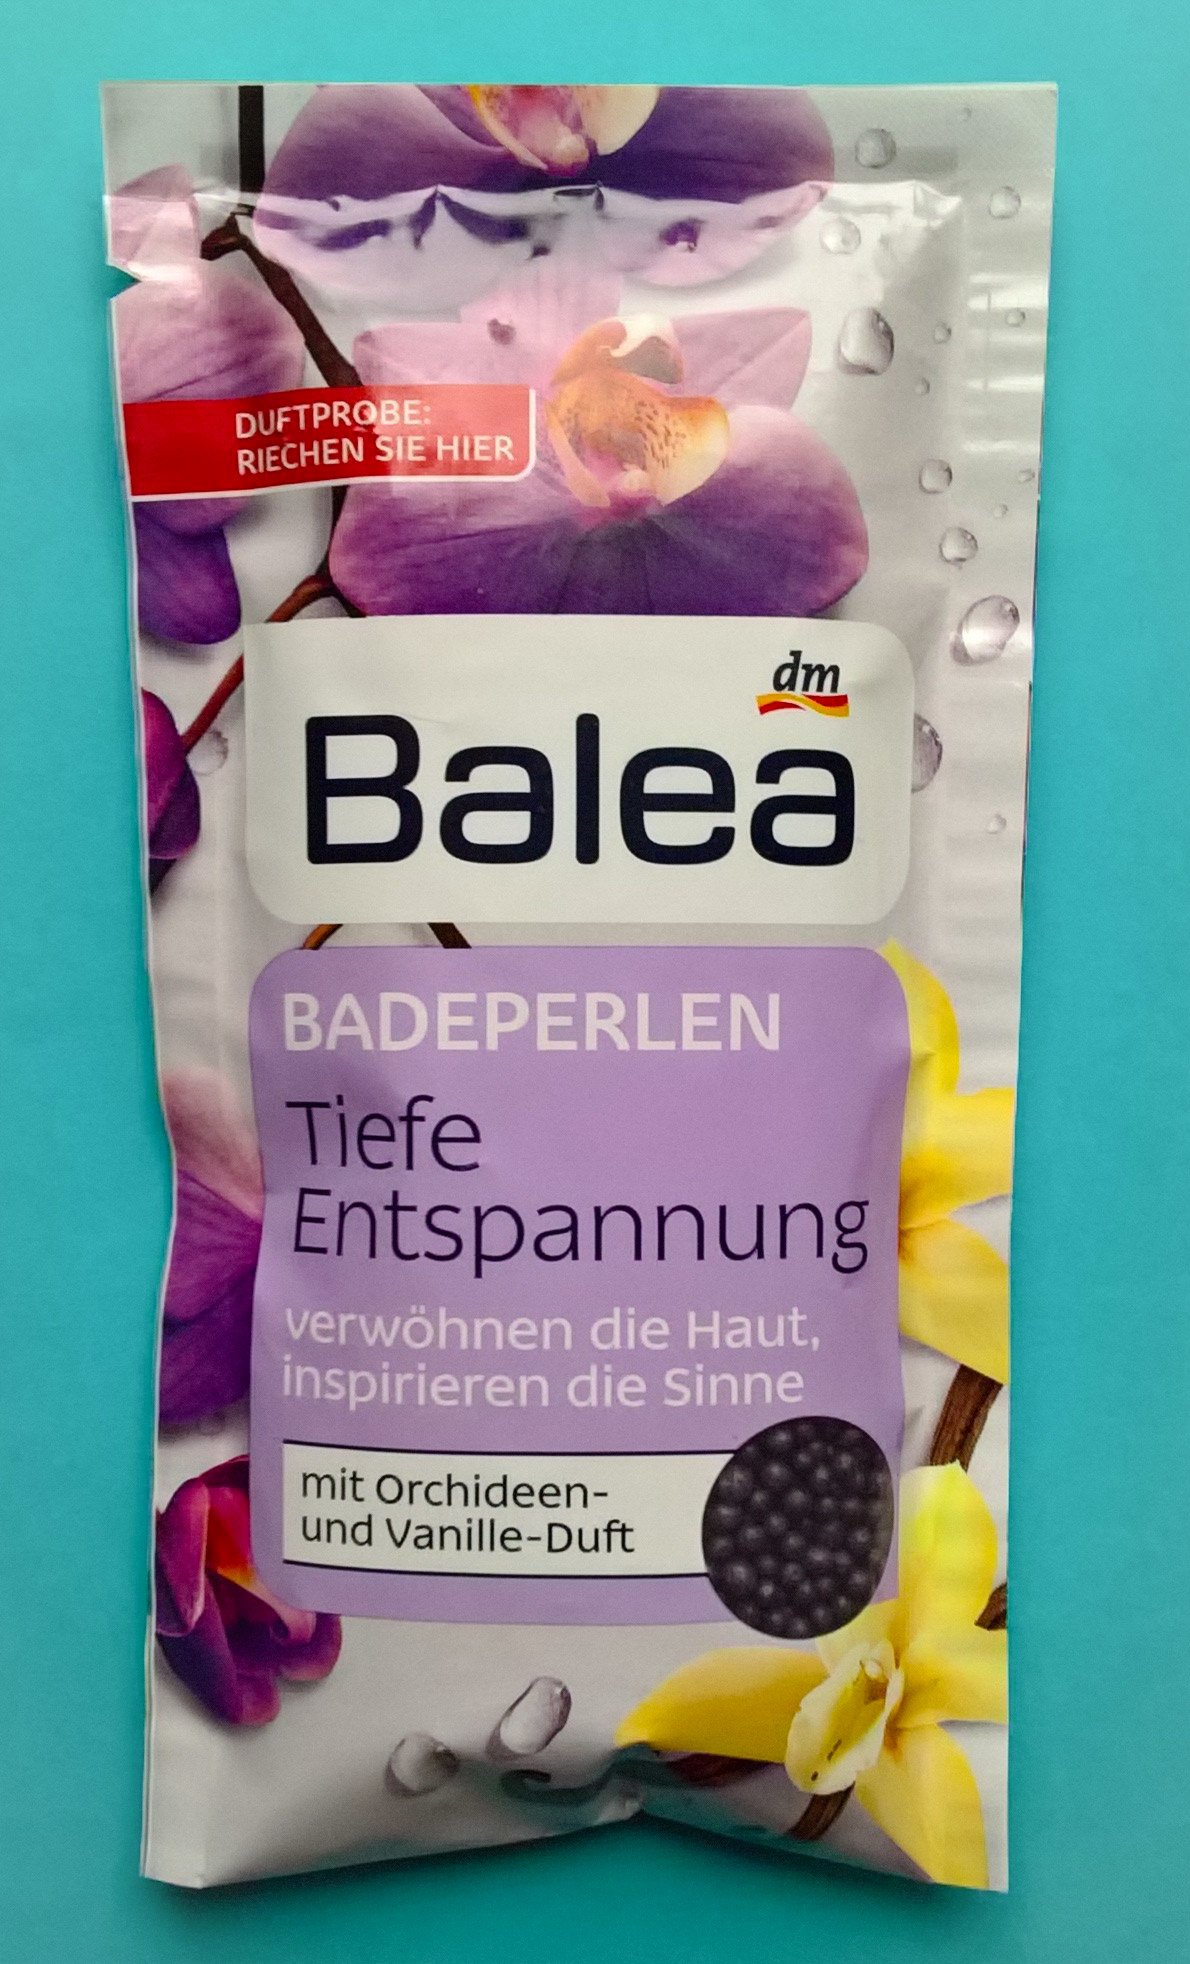 DUFTPROBE:
RIECHEN SIE HIER
dm
Balea
BADEPERLEN
Tiefe
Entspannung
verwöhnen die Haut,
inspirieren die Sinne
mit Orchideen-
und Vanille-Duft